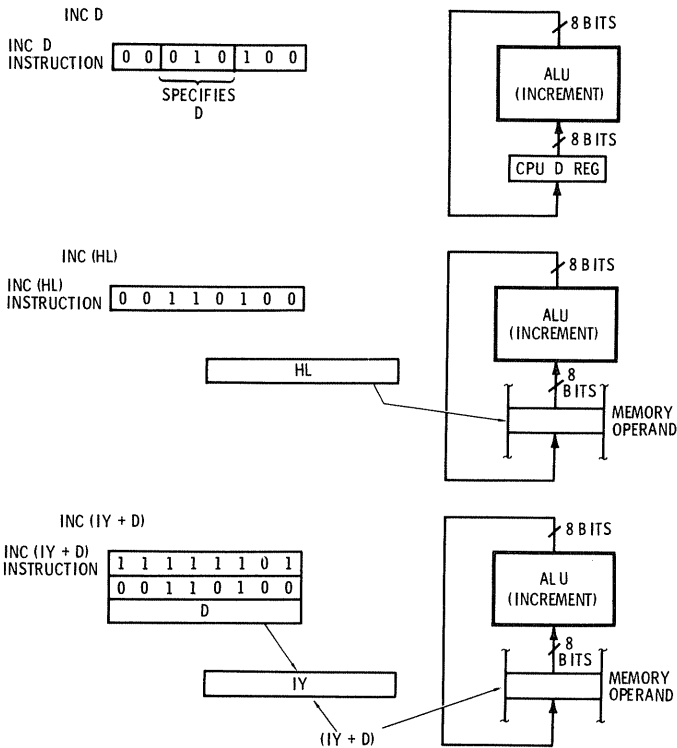 INC D
INC D
INSTRUCTION
0 0 0 1 0 1 0 0
SPECIFIES
D
8 BITS
ALU
(INCREMENT)
8 BITS
CPU D REG
INC (HL)
INC (HL)
INSTRUCTION
0 0 1 1 0 1 0 0
HL
8 BITS
ALU
(INCREMENT)
8
BITS
MEMORY
OPERAND
INC (IY + D)
INC (IY + D)
INSTRUCTION
1 1 1 1 1 1 0 1
0 0 1 1 0 1 0 0
D
IY
(IY + D)
8 BITS
ALU
(INCREMENT)
8
BITS
MEMORY
OPERAND